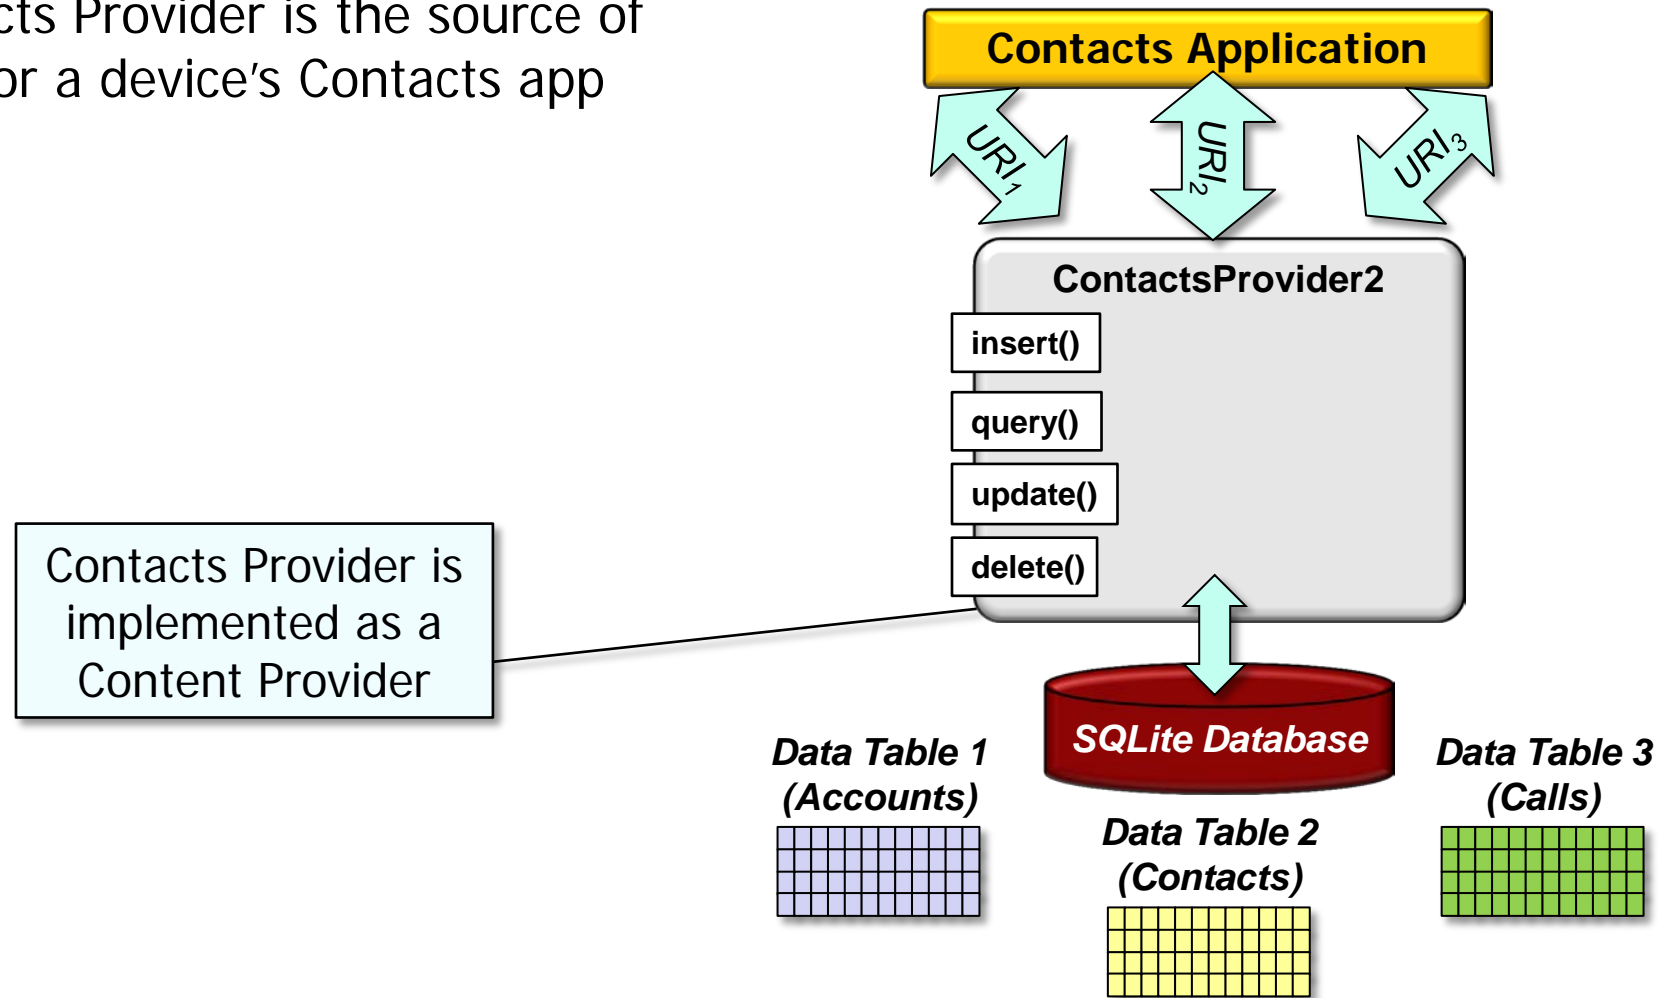 cts Provider is the source of
or a device's Contacts app
Contacts Application
URI1
URI2
URI3
ContactsProvider2
insert()
query()
update()
delete()
Contacts Provider is
implemented as a
Content Provider
SQLite Database
Data Table 1
(Accounts)
Data Table 2
(Contacts)
Data Table 3
(Calls)